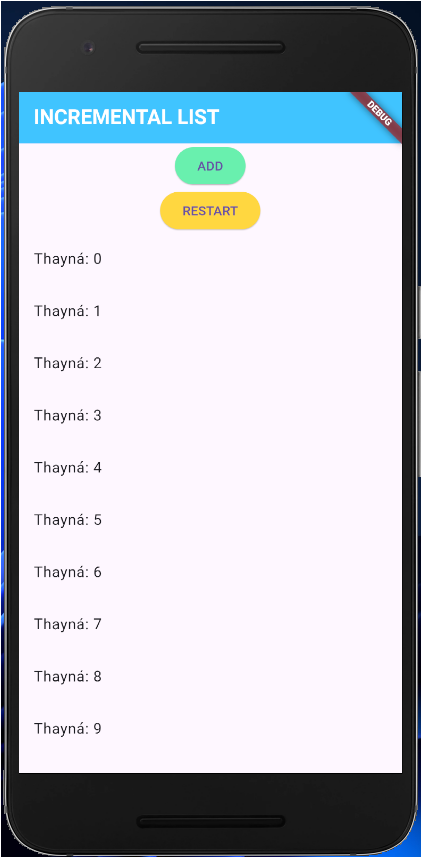 INCREMENTAL LIST
DEBUG
ADD
RESTART
Thayná: 0
Thayná: 1
Thayná: 2
Thayná: 3
Thayná: 4
Thayná: 5
Thayná: 6
Thayná: 7
Thayná: 8
Thayná: 9